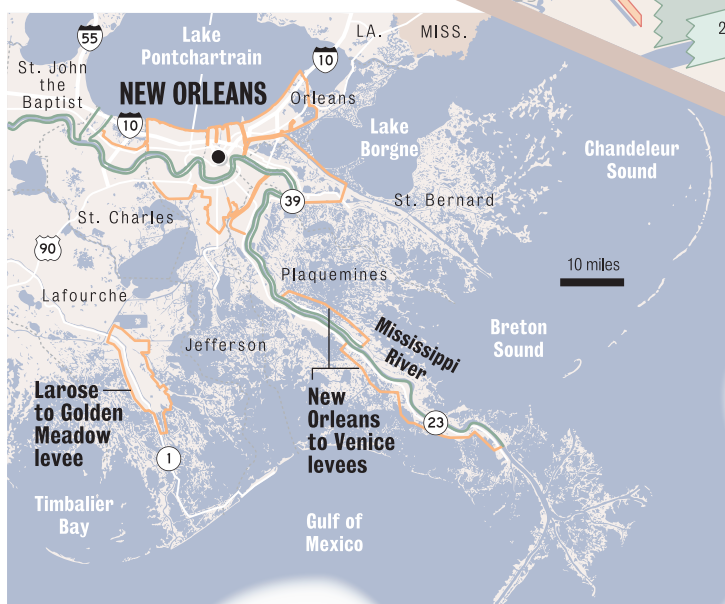 55
Lake
Pontchartrain
LA.
MISS.
2
10
St. John
the
Baptist
NEW ORLEANS
Orleans
10
Lake
Borgne
Chandeleur
Sound
39
St. Bernard
St. Charles
90
Plaquemines
10 miles
Lafourche
Breton
Sound
Mississippi
River
Jefferson
Larose
to Golden
Meadow
levee
New
Orleans
to Venice
levees
23
1
Timbalier
Bay
Gulf of
Mexico